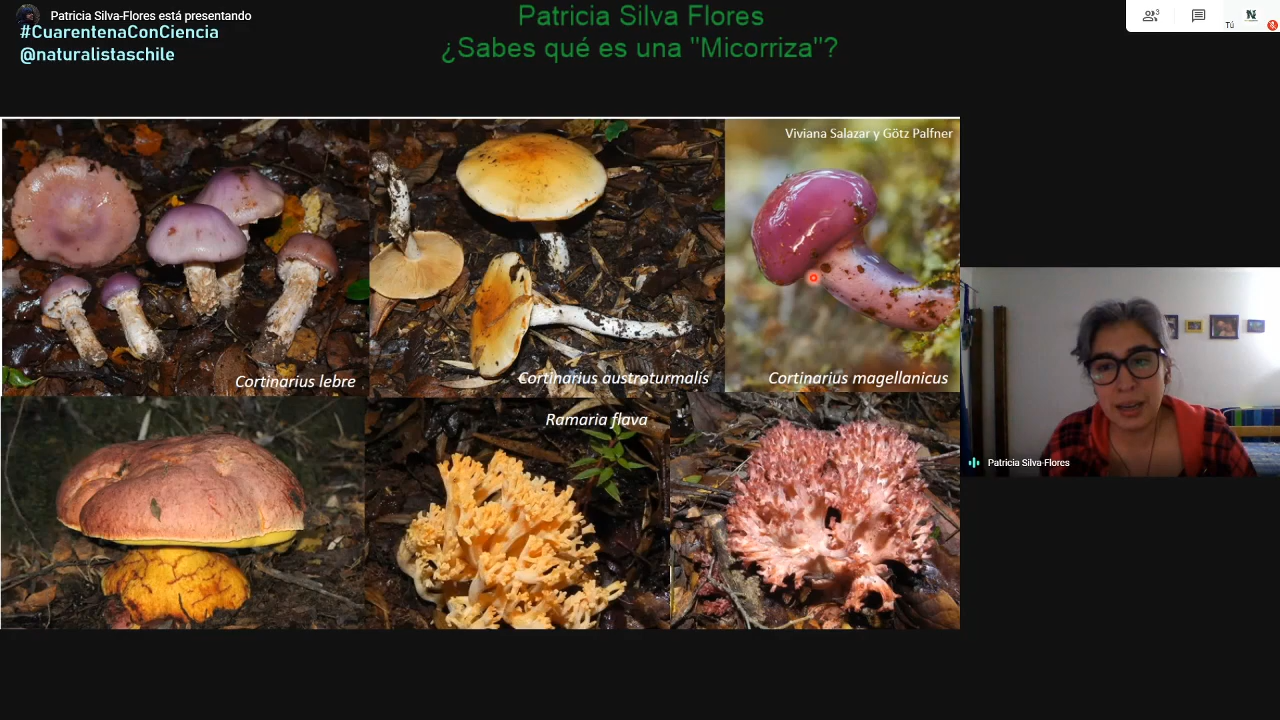 Patricia Silva Flores está presentando
#CuarentenaConCiencia
@naturalistaschile
Patricia Silva Flores
¿Sabes qué es una "Micorriza"?
3
Tú
Viviana Salazar y Götz Palfner
Cortinarius lebre
Cortinarius austroturmalis
Cortinarius magellanicus
Ramaria flava
Patricia Silva-Flores